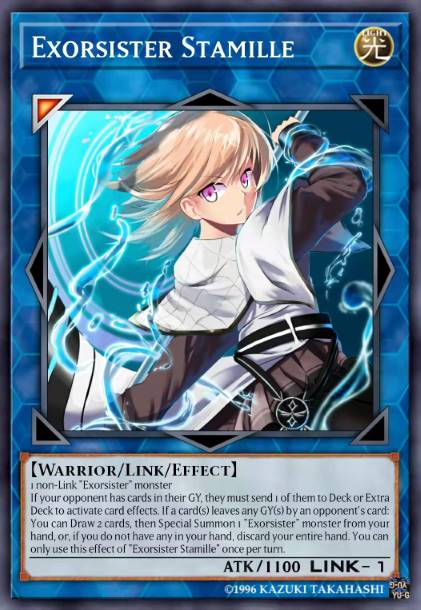 EXORSISTER STAMILLE
LIGHT
光
[WARRIOR/LINK/EFFECT]
1 non-Link "Exorsister" monster
If your opponent has cards in their GY, they must send 1 of them to Deck or Extra
Deck to activate card effects. If a card(s) leaves any GY(s) by an opponent's card:
You can Draw 2 cards, then Special Summon 1 "Exorsister" monster from your
hand, or, if you do not have any in your hand, discard your entire hand. You can
only use this effect of "Exorsister Stamille" once per turn.
ATK/1100 LINK-1
©1996 KAZUKI TAKAHASHI